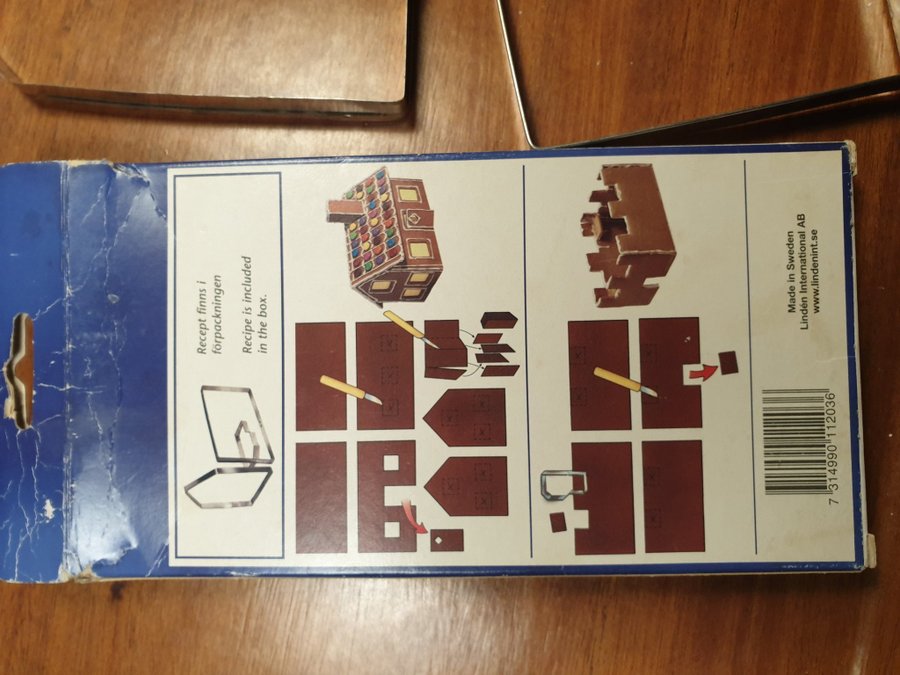 Recept finns i
förpackningen
Recipe is included
in the box.
Made in Sweden
Lindén International AB
www.lindenint.se
7 314990 112036